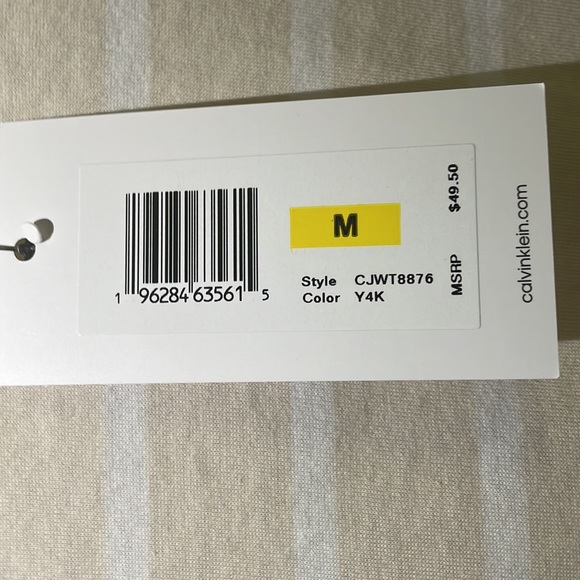 M
Style CJWT8876
Color Y4K
1 96284 63561 5
MSRP $49.50
calvinklein.com